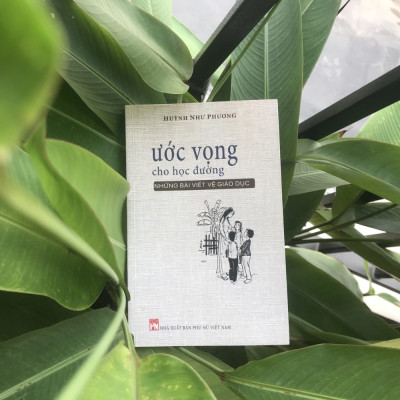 HUỲNH NHƯ PHƯƠNG
ước vọng
cho học đường
NHỮNG BÀI VIẾT VỀ GIÁO DỤC
NHÀ XUẤT BẢN PHỤ NỮ VIỆT NAM